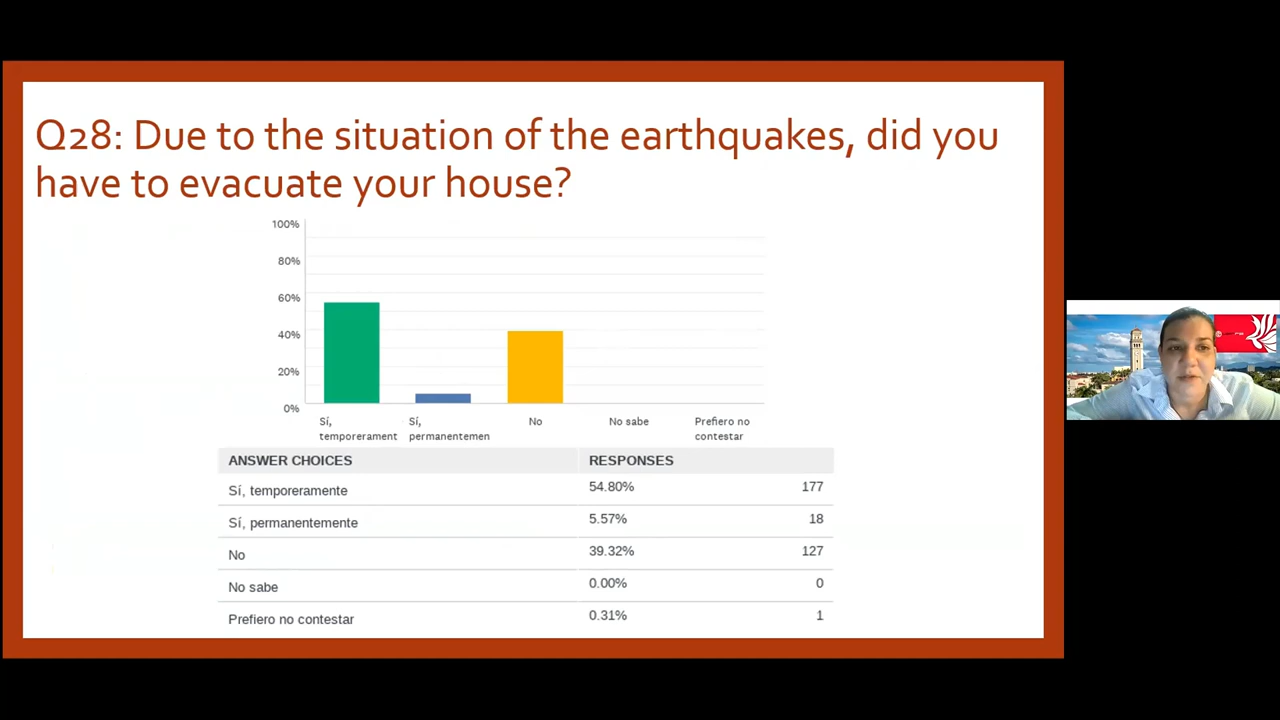 Q28: Due to the situation of the earthquakes, did you
have to evacuate your house?
100%
80%
60%
40%
20%
0%
Sí,
temporerament
Sí,
permanentemen
No
No sabe
Prefiero no
contestar
ANSWER CHOICES RESPONSES
Sí, temporeramente 54.80% 177
Sí, permanentemente 5.57% 18
No 39.32% 127
No sabe 0.00% 0
Prefiero no contestar 0.31% 1